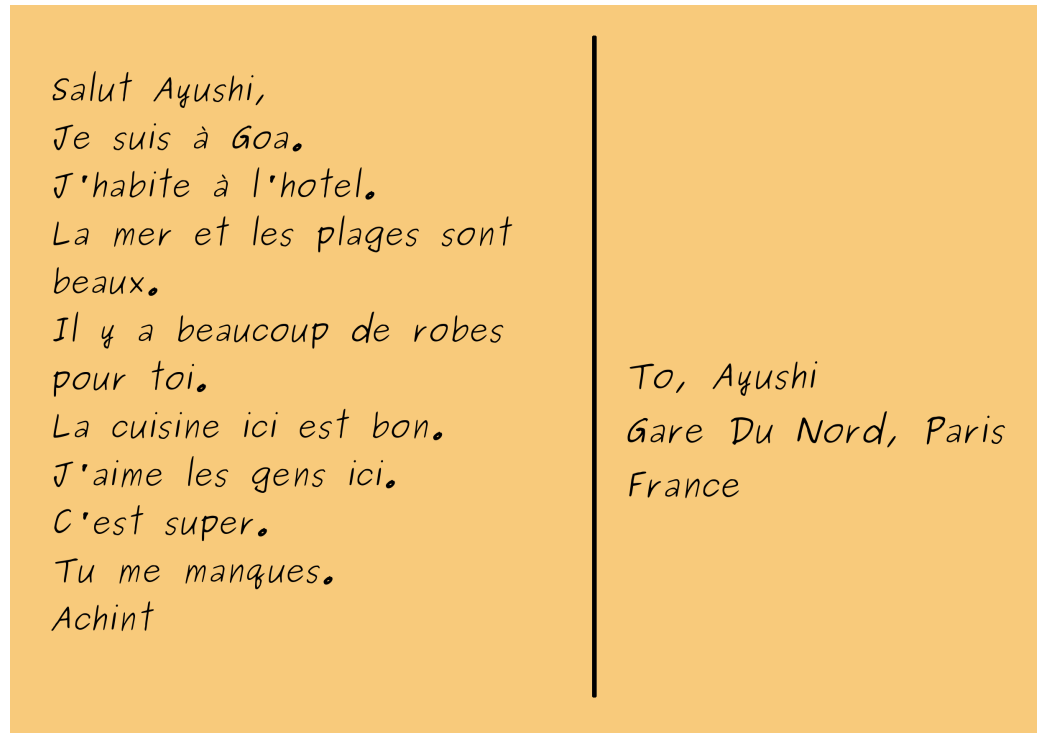 Salut Ayushi,
Je suis à Goa.
J'habite à l'hotel.
La mer et les plages sont
beaux.
Il y a beaucoup de robes
pour toi.
La cuisine ici est bon.
J'aime les gens ici.
C'est super.
Tu me manques.
Achint
To, Ayushi
Gare Du Nord, Paris
France